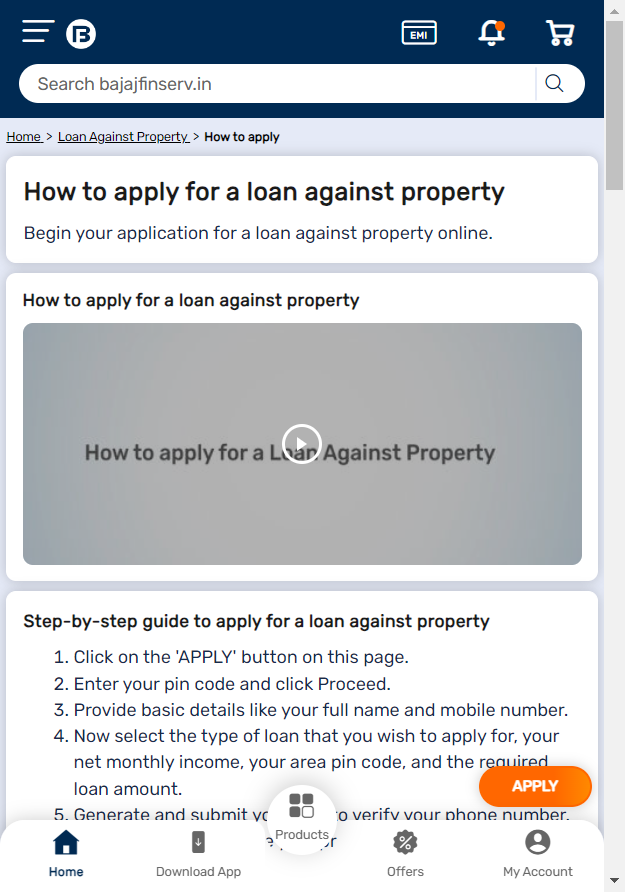 EMI
Search bajajfinserv.in
Home > Loan Against Property > How to apply
How to apply for a loan against property
Begin your application for a loan against property online.
How to apply for a loan against property
How to apply for a Loan Against Property
Step-by-step guide to apply for a loan against property
1. Click on the 'APPLY' button on this page.
2. Enter your pin code and click Proceed.
3. Provide basic details like your full name and mobile number.
4. Now select the type of loan that you wish to apply for, your
net monthly income, your area pin code, and the required
loan amount.
APPLY
5. Generate and submit to verify your phone number.
Products
Home
Download App
Offers
My Account